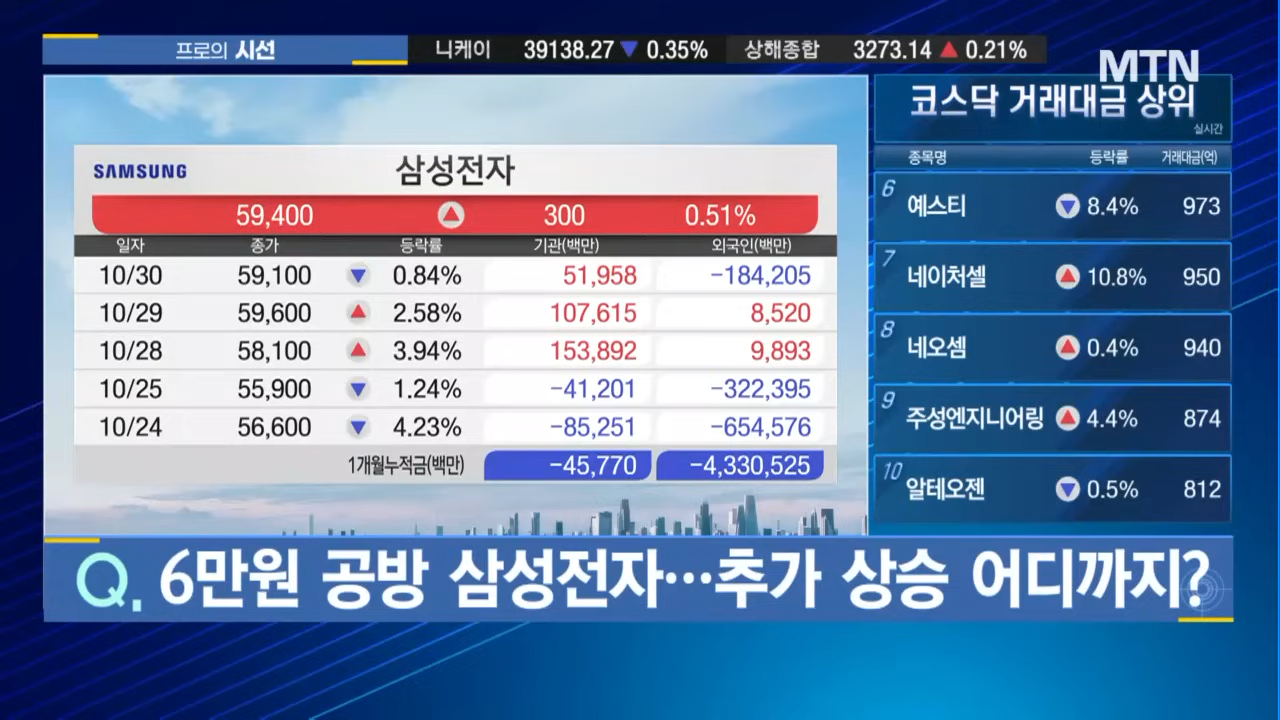 프로의 시선
니케이 39138.27 ▼ 0.35% 상해종합 3273.14 ▲ 0.21%
MTN
SAMSUNG 삼성전자
59,400 ▲ 300 0.51%
일자 종가 등락률 기관(백만) 외국인(백만)
10/30 59,100 ▼ 0.84% 51,958 -184,205
10/29 59,600 ▲ 2.58% 107,615 8,520
10/28 58,100 ▲ 3.94% 153,892 9,893
10/25 55,900 ▼ 1.24% -41,201 -322,395
10/24 56,600 ▼ 4.23% -85,251 -654,576
1개월누적금(백만) -45,770 -4,330,525
코스닥 거래대금 상위
실시간
종목명 등락률 거래대금(억)
6 예스티 ▼ 8.4% 973
7 네이처셀 ▲ 10.8% 950
8 네오셈 ▲ 0.4% 940
9 주성엔지니어링 ▲ 4.4% 874
10 알테오젠 ▼ 0.5% 812
Q. 6만원 공방 삼성전자…추가 상승 어디까지?